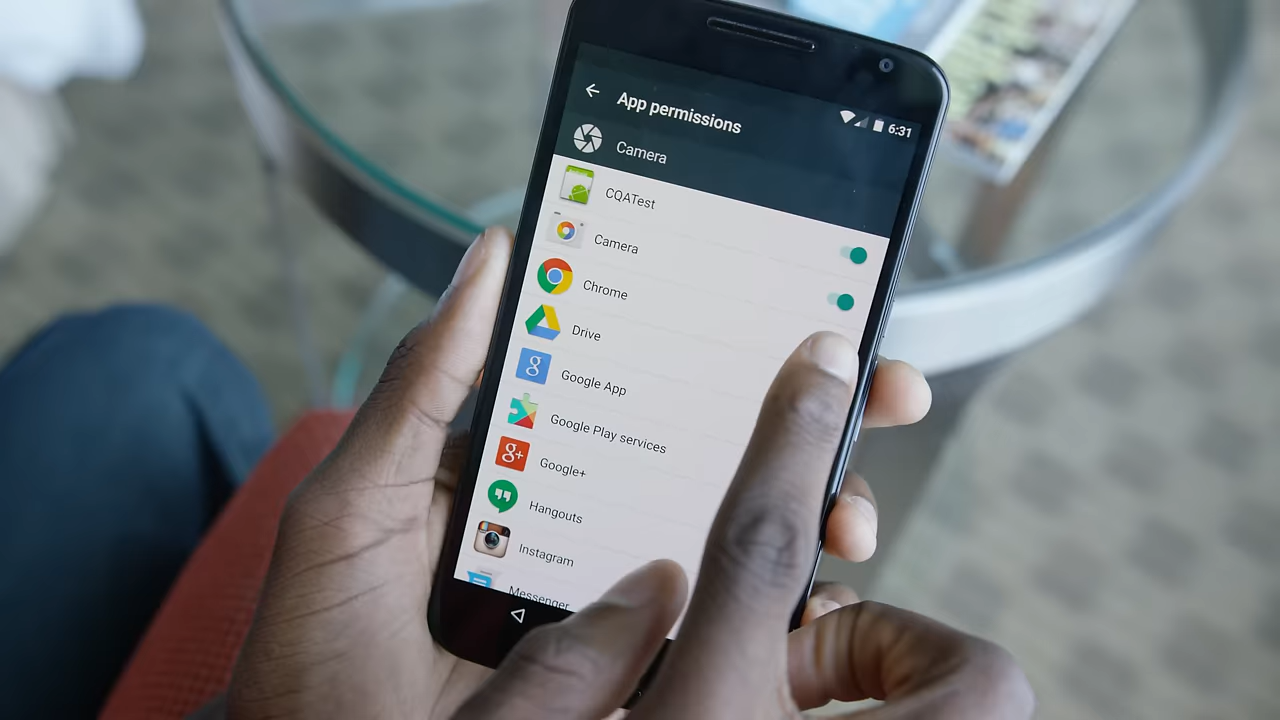 App permissions
6:31
Camera
CQATest
Camera
Chrome
Drive
Google App
Google Play services
Google+
Hangouts
Instagram
Messenger